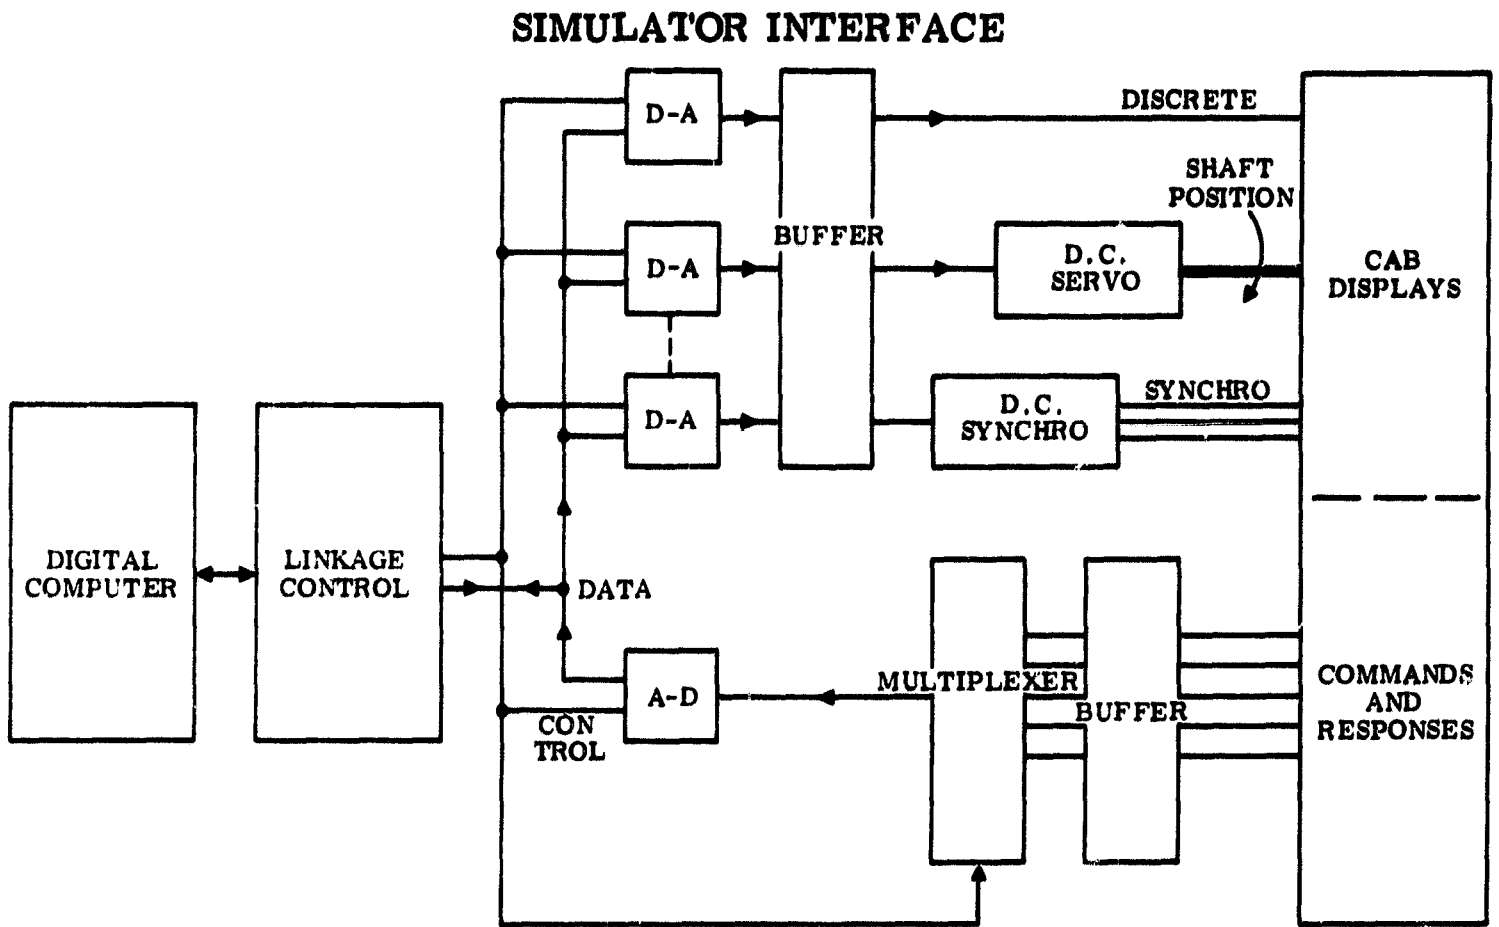 SIMULATOR INTERFACE
D-A
DISCRETE
SHAFT
POSITION
BUFFER
D-A
D.C.
SERVO
CAB
DISPLAYS
D-A
D.C.
SYNCHRO
SYNCHRO
DIGITAL
COMPUTER
LINKAGE
CONTROL
DATA
A-D
CON
TROL
MULTIPLEXER
BUFFER
COMMANDS
AND
RESPONSES